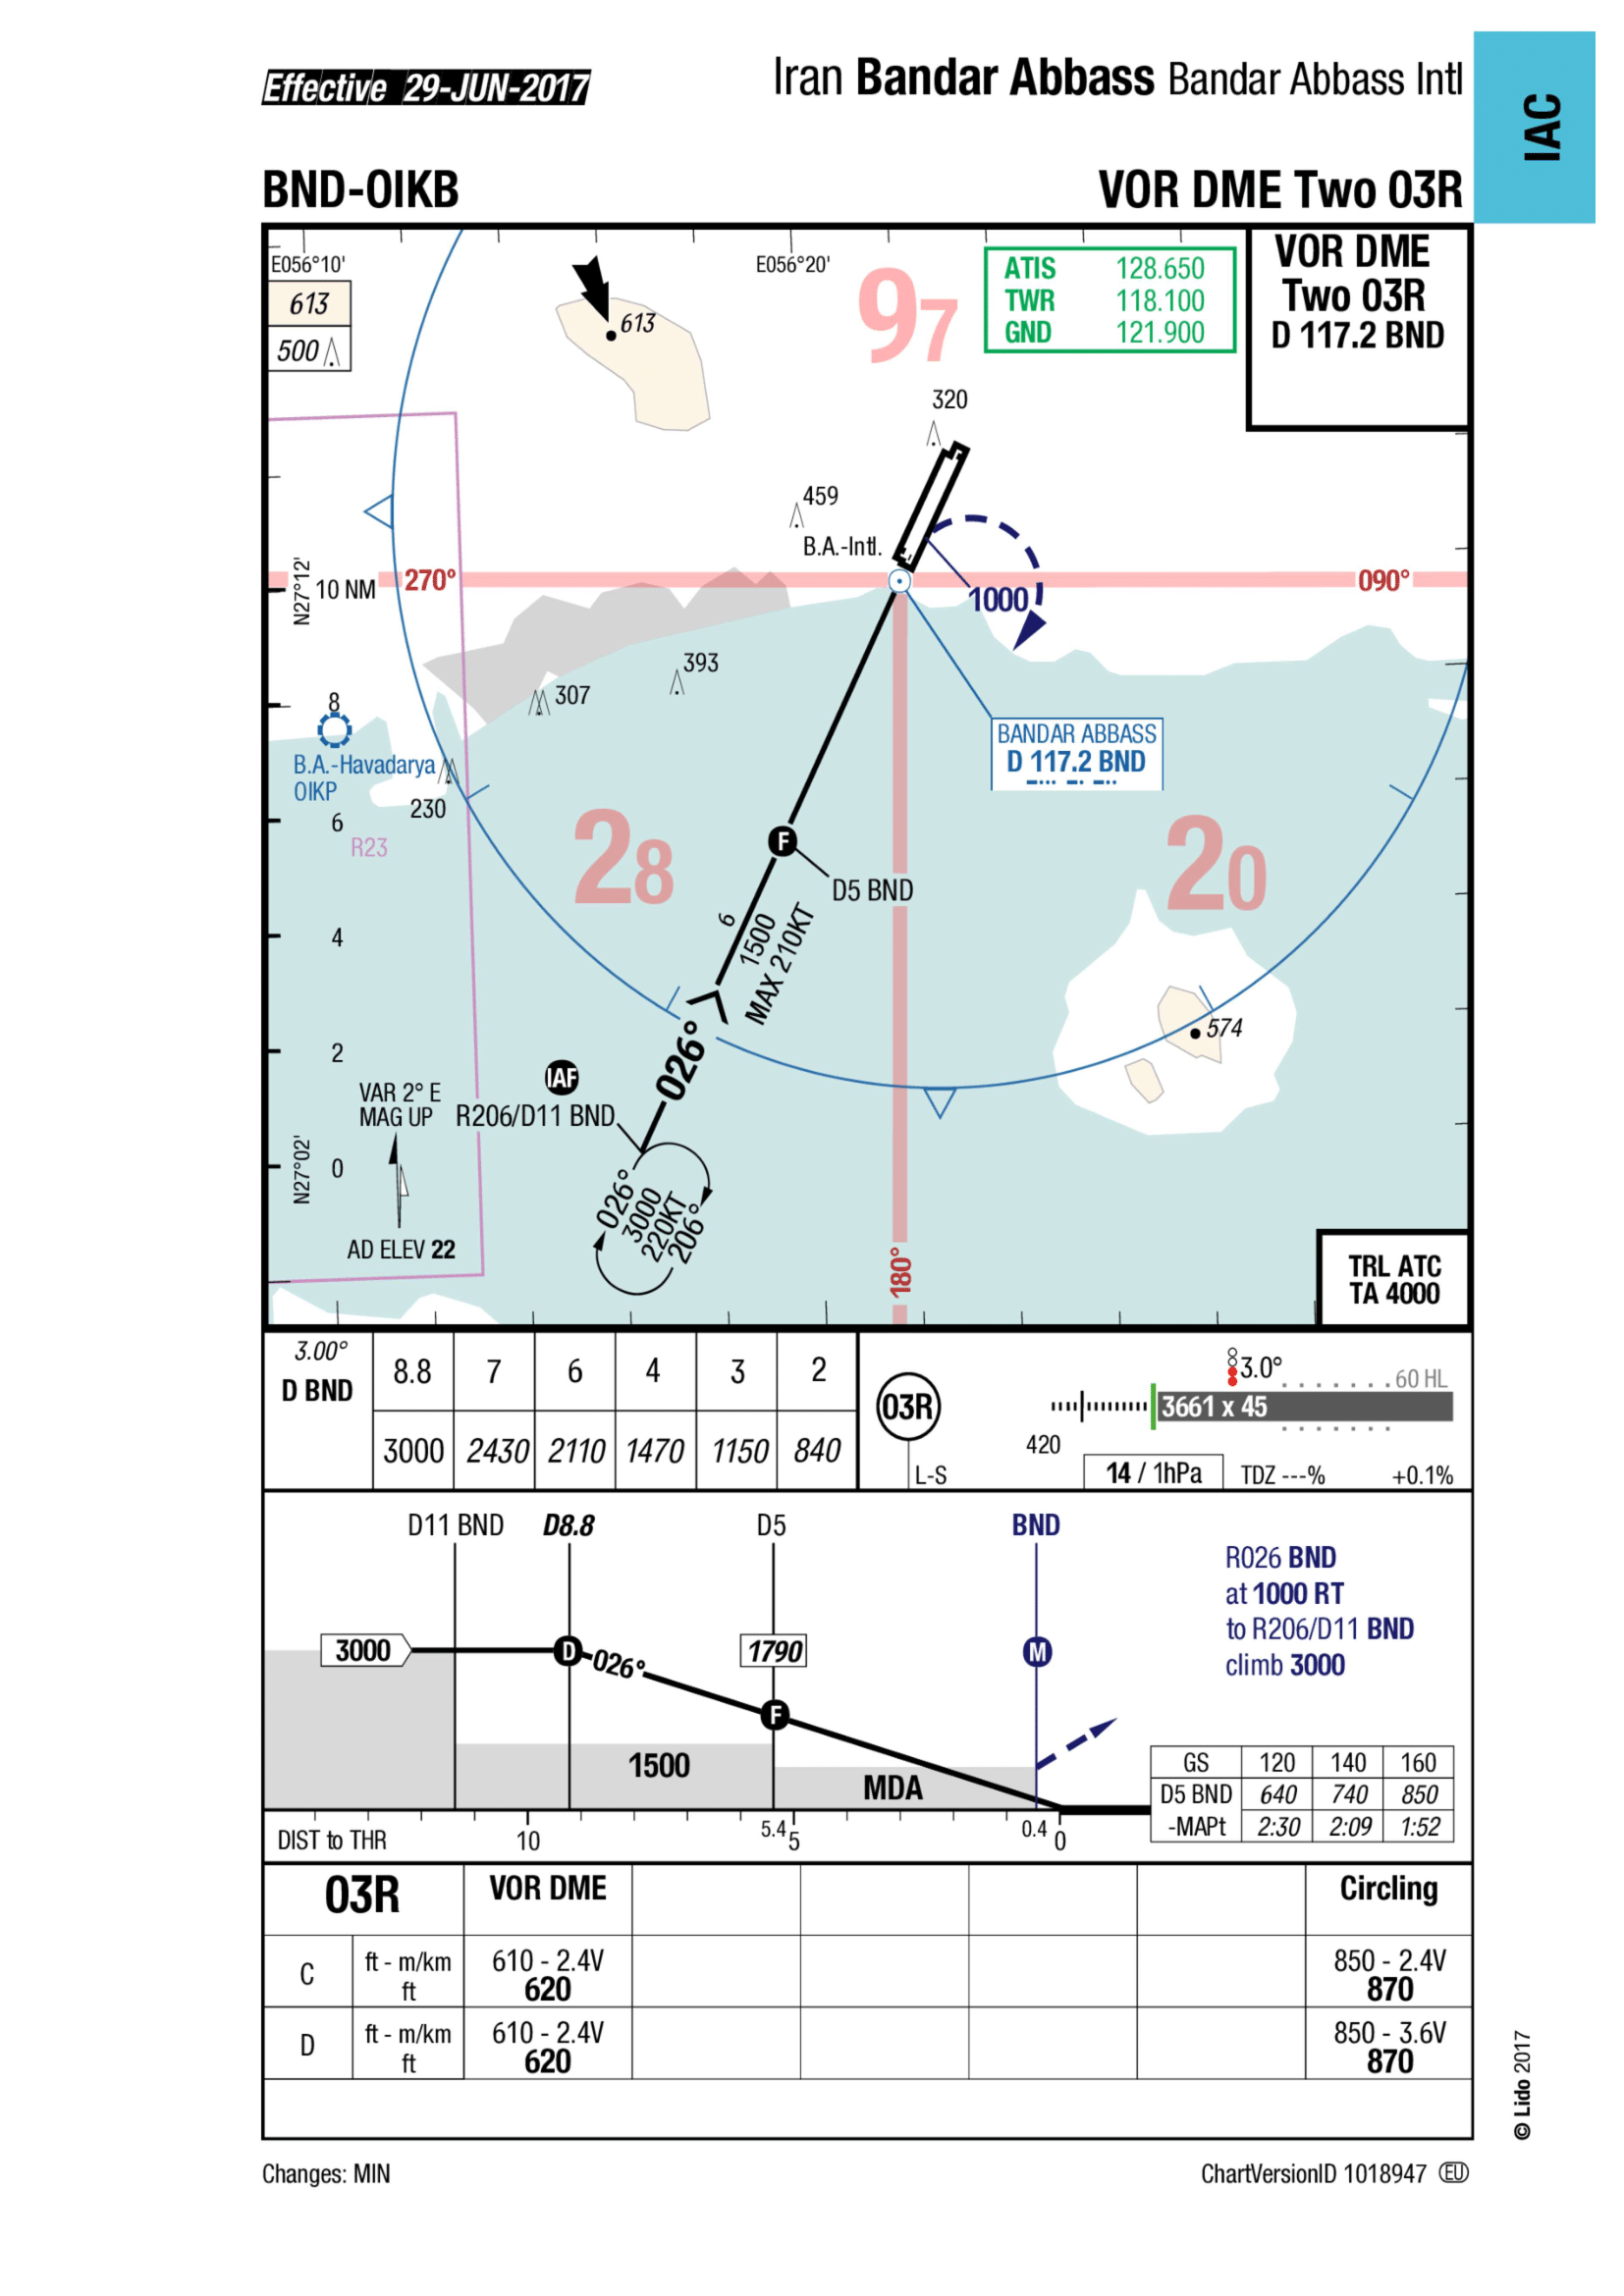 Effective 29-JUN-2017
Iran Bandar Abbass Bandar Abbass Intl
IAC
BND-OIKB
VOR DME Two 03R
E056°10'
E056°20'
613
500
613
97
ATIS 128.650
TWR 118.100
GND 121.900
VOR DME
Two 03R
D 117.2 BND
320
459
B.A.-Intl.
N27°12'
10 NM
270°
090°
1000
393
307
8
B.A.-Havadarya
OIKP
230
6
R23
BANDAR ABBASS
D 117.2 BND
28
20
D5 BND
6
1500
MAX 210KT
4
026°
574
2
IAF
R206/D11 BND
VAR 2° E
MAG UP
N27°02'
0
026°
3000
220KT
206°
AD ELEV 22
180°
TRL ATC
TA 4000
F
3.00°
D BND
8.8 7 6 4 3 2
3000 2430 2110 1470 1150 840
03R
L-S
3.0°
60 HL
3661 x 45
420
14 / 1hPa
TDZ ---%
+0.1%
D11 BND D8.8 D5 BND
R026 BND
at 1000 RT
to R206/D11 BND
climb 3000
3000
D
026°
1790
M
F
1500
MDA
GS 120 140 160
D5 BND 640 740 850
-MAPt 2:30 2:09 1:52
DIST to THR
10
5.4
5
0.4
0
03R VOR DME Circling
C ft - m/km 610 - 2.4V 850 - 2.4V
ft 620 870
D ft - m/km 610 - 2.4V 850 - 3.6V
ft 620 870
© Lido 2017
Changes: MIN
ChartVersionID 1018947 EU